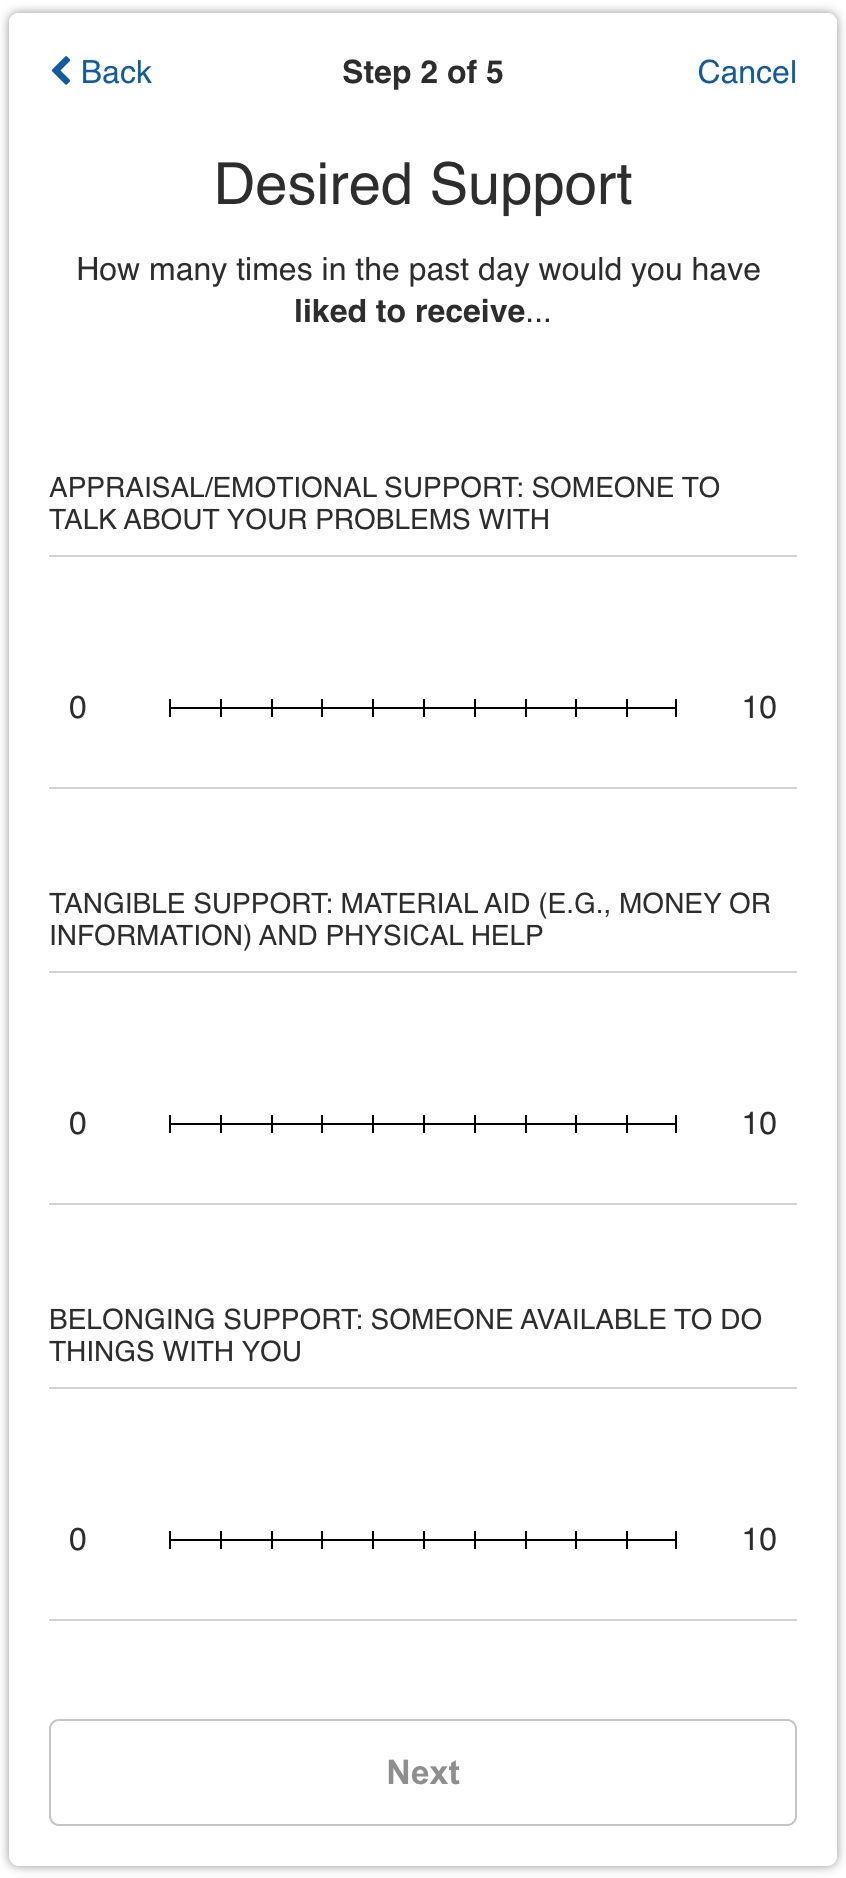 Back Step 2 of 5 Cancel
Desired Support
How many times in the past day would you have
liked to receive...
APPRAISAL/EMOTIONAL SUPPORT: SOMEONE TO
TALK ABOUT YOUR PROBLEMS WITH
0 10
TANGIBLE SUPPORT: MATERIAL AID (E.G., MONEY OR
INFORMATION) AND PHYSICAL HELP
0 10
BELONGING SUPPORT: SOMEONE AVAILABLE TO DO
THINGS WITH YOU
0 10
Next